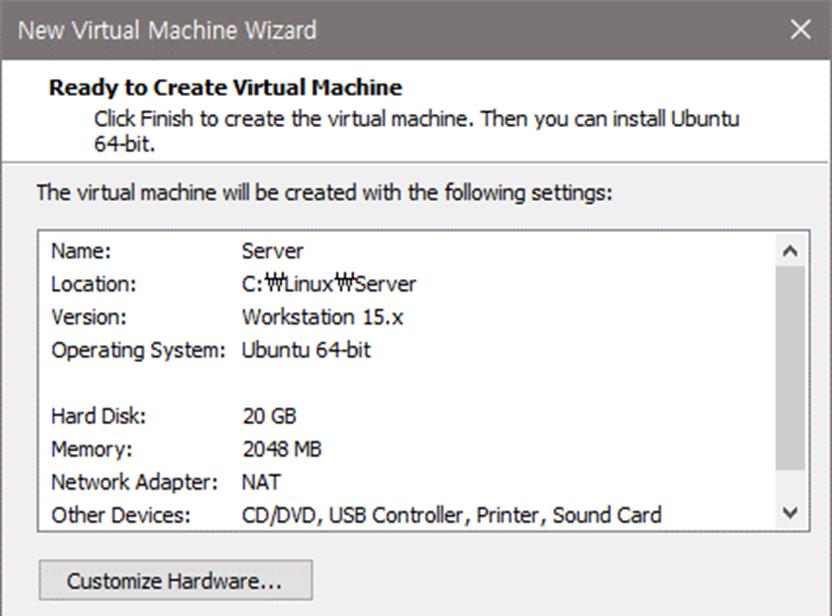 New Virtual Machine Wizard
Ready to Create Virtual Machine
Click Finish to create the virtual machine. Then you can install Ubuntu
64-bit.
The virtual machine will be created with the following settings:
Name: Server
Location: C:₩Linux₩Server
Version: Workstation 15.x
Operating System: Ubuntu 64-bit
Hard Disk: 20 GB
Memory: 2048 MB
Network Adapter: NAT
Other Devices: CD/DVD, USB Controller, Printer, Sound Card
Customize Hardware...